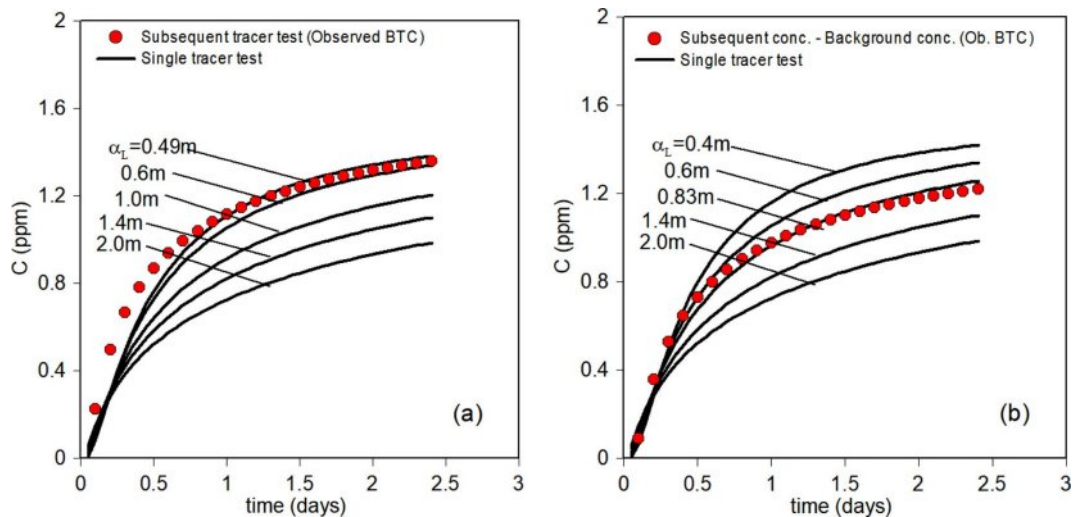 2
1.6
1.2
0.8
0.4
0
C (ppm)
Subsequent tracer test (Observed BTC)
Single tracer test
α_L=0.49m
0.6m
1.0m
1.4m
2.0m
(a)
0 0.5 1 1.5 2 2.5 3
time (days)
2
1.6
1.2
0.8
0.4
0
C (ppm)
Subsequent conc. - Background conc. (Ob. BTC)
Single tracer test
α_L=0.4m
0.6m
0.83m
1.4m
2.0m
(b)
0 0.5 1 1.5 2 2.5 3
time (days)